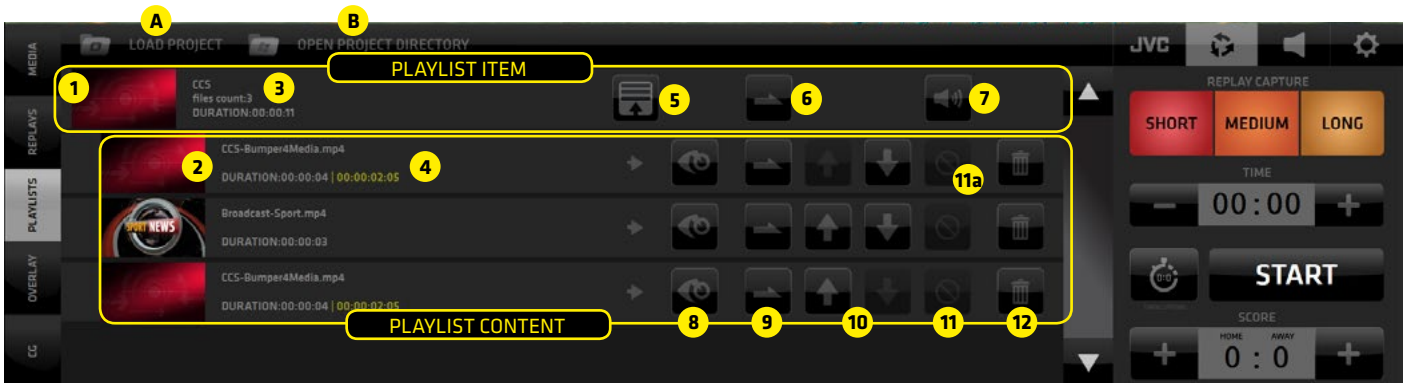 A
B
LOAD PROJECT
OPEN PROJECT DIRECTORY
JVC
PLAYLIST ITEM
MEDIA
REPLAYS
PLAYLISTS
OVERLAY
CG
1
CCS
files count:3
DURATION:00:00:11
3
5
6
7
2
CCS-Bumper4Media.mp4
DURATION:00:00:04 | 00:00:02:05
4
11a
SPORT NEWS
Broadcast-Sport.mp4
DURATION:00:00:03
CCS-Bumper4Media.mp4
DURATION:00:00:04 | 00:00:02:05
PLAYLIST CONTENT
8
9
10
11
12
REPLAY CAPTURE
SHORT MEDIUM LONG
TIME
− 00:00 +
0:0
START
SCORE
HOME AWAY
+ 0 : 0 +